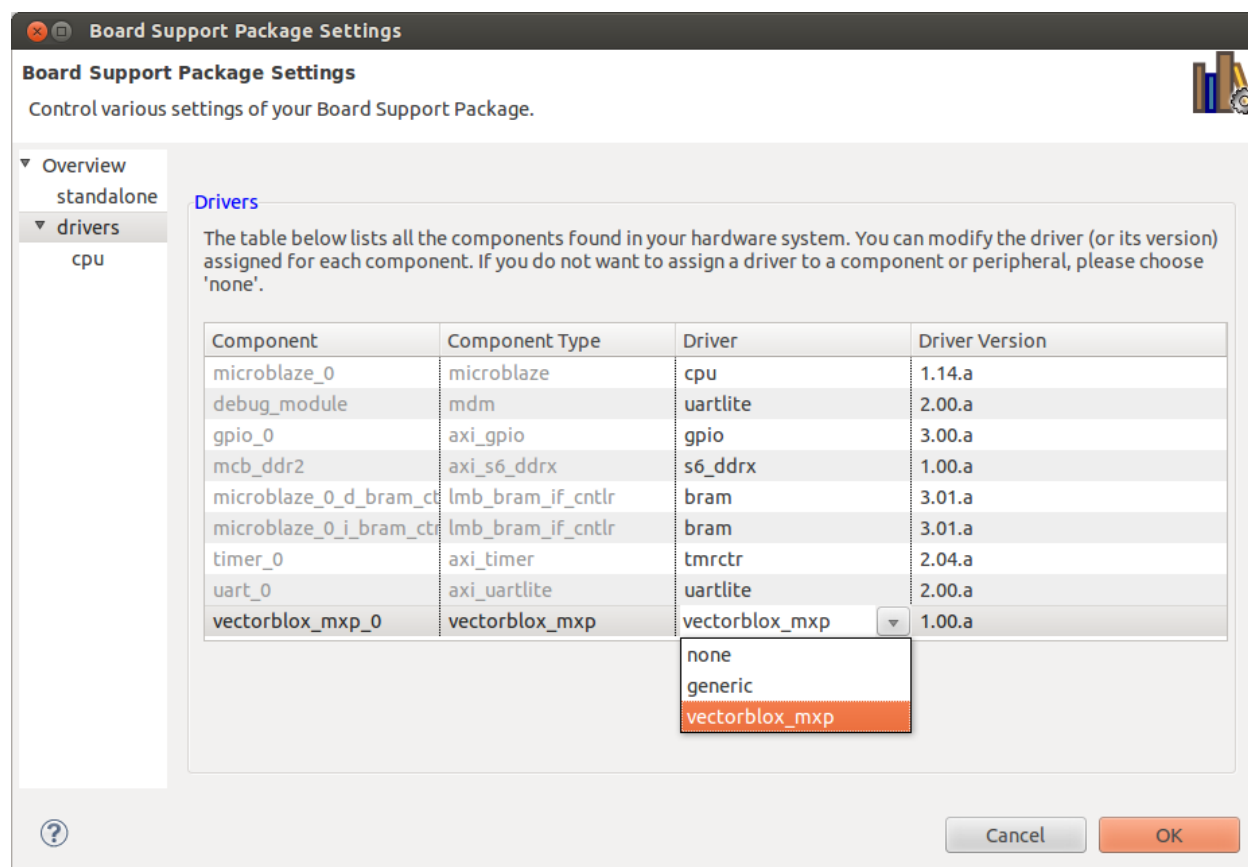 Board Support Package Settings
Board Support Package Settings
Control various settings of your Board Support Package.
Overview
standalone
drivers
cpu
Drivers
The table below lists all the components found in your hardware system. You can modify the driver (or its version)
assigned for each component. If you do not want to assign a driver to a component or peripheral, please choose
'none'.
Component Component Type Driver Driver Version
microblaze_0 microblaze cpu 1.14.a
debug_module mdm uartlite 2.00.a
gpio_0 axi_gpio gpio 3.00.a
mcb_ddr2 axi_s6_ddrx s6_ddrx 1.00.a
microblaze_0_d_bram_ct lmb_bram_if_cntlr bram 3.01.a
microblaze_0_i_bram_ctr lmb_bram_if_cntlr bram 3.01.a
timer_0 axi_timer tmrctr 2.04.a
uart_0 axi_uartlite uartlite 2.00.a
vectorblox_mxp_0 vectorblox_mxp vectorblox_mxp 1.00.a
none
generic
vectorblox_mxp
? Cancel OK